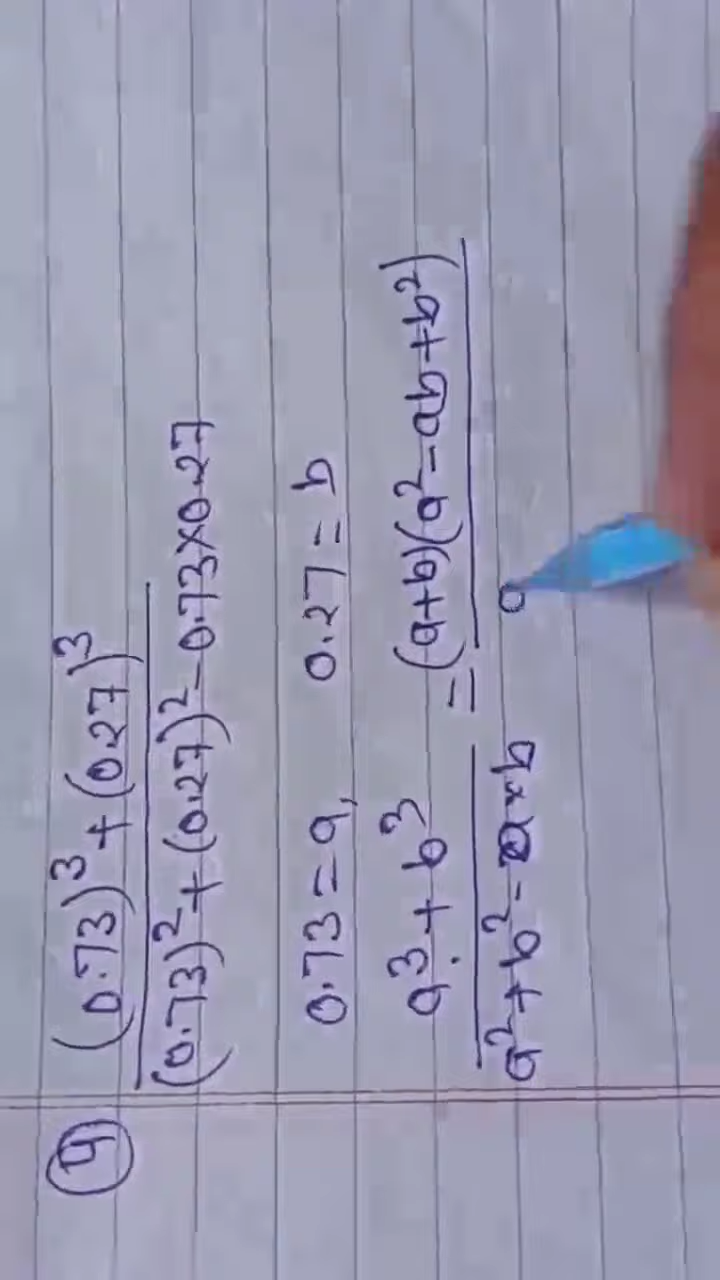 ④ (0.73)³ + (0.27)³
(0.73)² + (0.27)² - 0.73×0.27
0.73 = a, 0.27 = b
a³ + b³ = (a+b)(a² - ab + b²)
a² + b² - a×b a